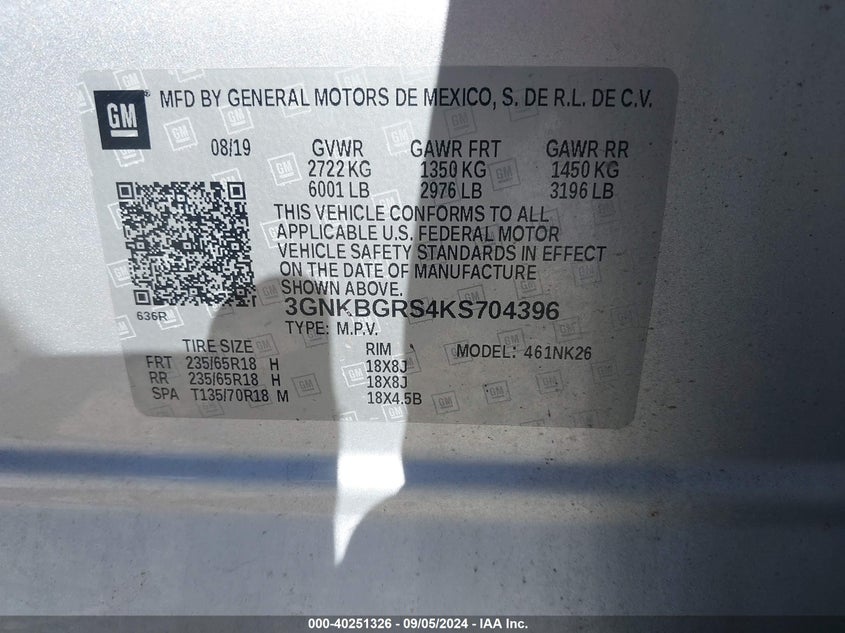 GM ® MFD BY GENERAL MOTORS DE MEXICO, S. DE R.L. DE C.V.
08/19 GVWR GAWR FRT GAWR RR
2722 KG 1350 KG 1450 KG
6001 LB 2976 LB 3196 LB
THIS VEHICLE CONFORMS TO ALL
APPLICABLE U.S. FEDERAL MOTOR
VEHICLE SAFETY STANDARDS IN EFFECT
ON THE DATE OF MANUFACTURE
SHOWN ABOVE.
636R 3GNKBGRS4KS704396
TYPE: M.P.V.
TIRE SIZE RIM MODEL: 461NK26
FRT 235/65R18 H 18X8J
RR 235/65R18 H 18X8J
SPA T135/70R18 M 18X4.5B
000-40251326 - 09/05/2024 - IAA Inc.